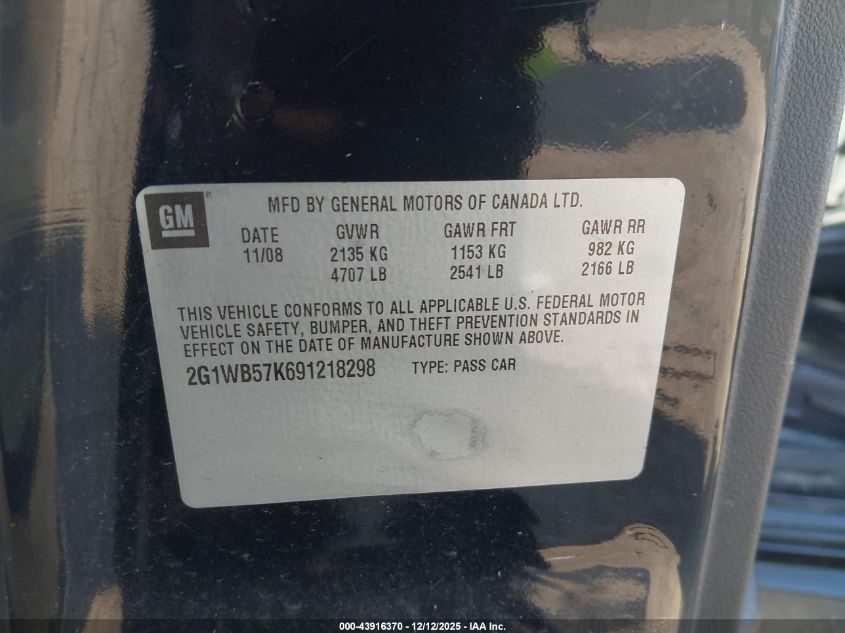 GM ®
MFD BY GENERAL MOTORS OF CANADA LTD.
DATE GVWR GAWR FRT GAWR RR
11/08 2135 KG 1153 KG 982 KG
4707 LB 2541 LB 2166 LB
THIS VEHICLE CONFORMS TO ALL APPLICABLE U.S. FEDERAL MOTOR
VEHICLE SAFETY, BUMPER, AND THEFT PREVENTION STANDARDS IN
EFFECT ON THE DATE OF MANUFACTURE SHOWN ABOVE.
2G1WB57K691218298 TYPE: PASS CAR
000-43916370 - 12/12/2025 - IAA Inc.